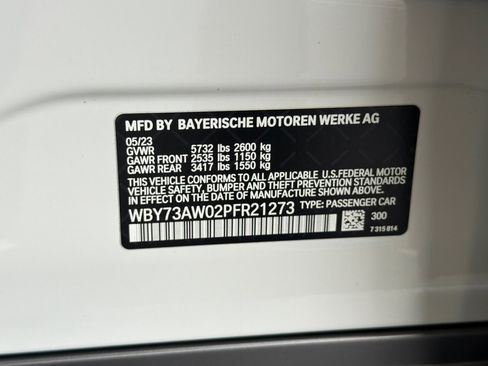 MFD BY BAYERISCHE MOTOREN WERKE AG
05/23
GVWR 5732 lbs 2600 kg
GAWR FRONT 2535 lbs 1150 kg
GAWR REAR 3417 lbs 1550 kg
THIS VEHICLE CONFORMS TO ALL APPLICABLE U.S.FEDERAL MOTOR
VEHICLE SAFETY, BUMPER AND THEFT PREVENTION STANDARDS
IN EFFECT ON THE DATE OF MANUFACTURE SHOWN ABOVE.
WBY73AW02PFR21273 TYPE: PASSENGER CAR
300
7 315 814